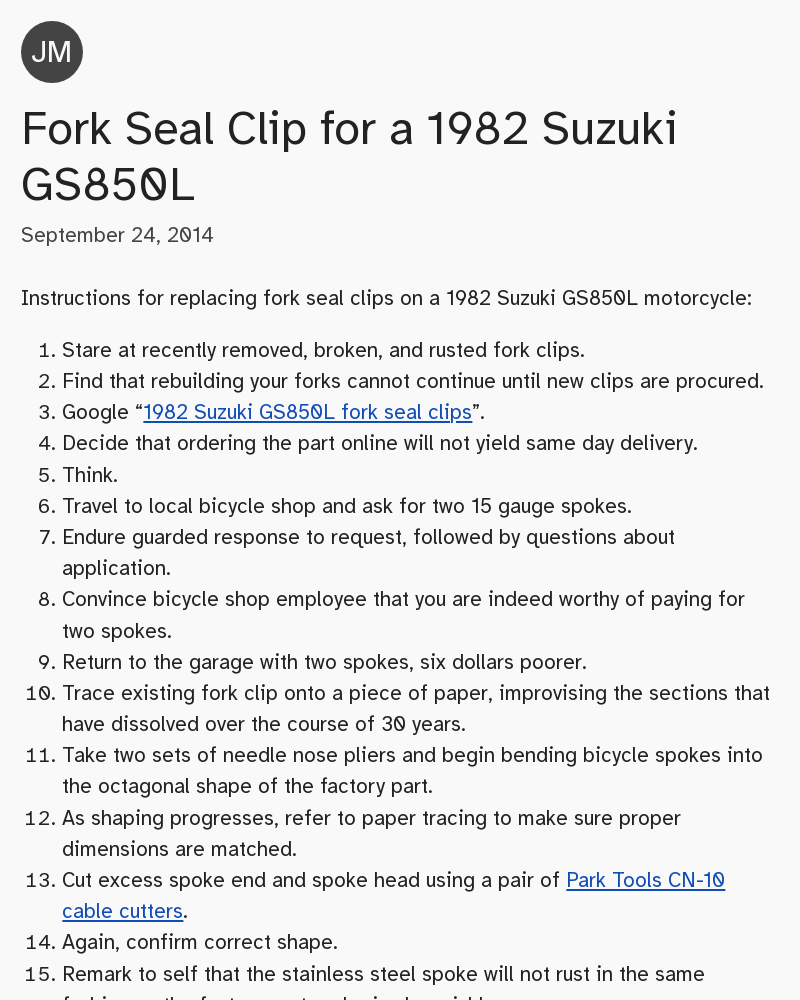 JM
Fork Seal Clip for a 1982 Suzuki
GS850L
September 24, 2014
Instructions for replacing fork seal clips on a 1982 Suzuki GS850L motorcycle:
1. Stare at recently removed, broken, and rusted fork clips.
2. Find that rebuilding your forks cannot continue until new clips are procured.
3. Google “1982 Suzuki GS850L fork seal clips”.
4. Decide that ordering the part online will not yield same day delivery.
5. Think.
6. Travel to local bicycle shop and ask for two 15 gauge spokes.
7. Endure guarded response to request, followed by questions about
application.
8. Convince bicycle shop employee that you are indeed worthy of paying for
two spokes.
9. Return to the garage with two spokes, six dollars poorer.
10. Trace existing fork clip onto a piece of paper, improvising the sections that
have dissolved over the course of 30 years.
11. Take two sets of needle nose pliers and begin bending bicycle spokes into
the octagonal shape of the factory part.
12. As shaping progresses, refer to paper tracing to make sure proper
dimensions are matched.
13. Cut excess spoke end and spoke head using a pair of Park Tools CN-10
cable cutters.
14. Again, confirm correct shape.
15. Remark to self that the stainless steel spoke will not rust in the same